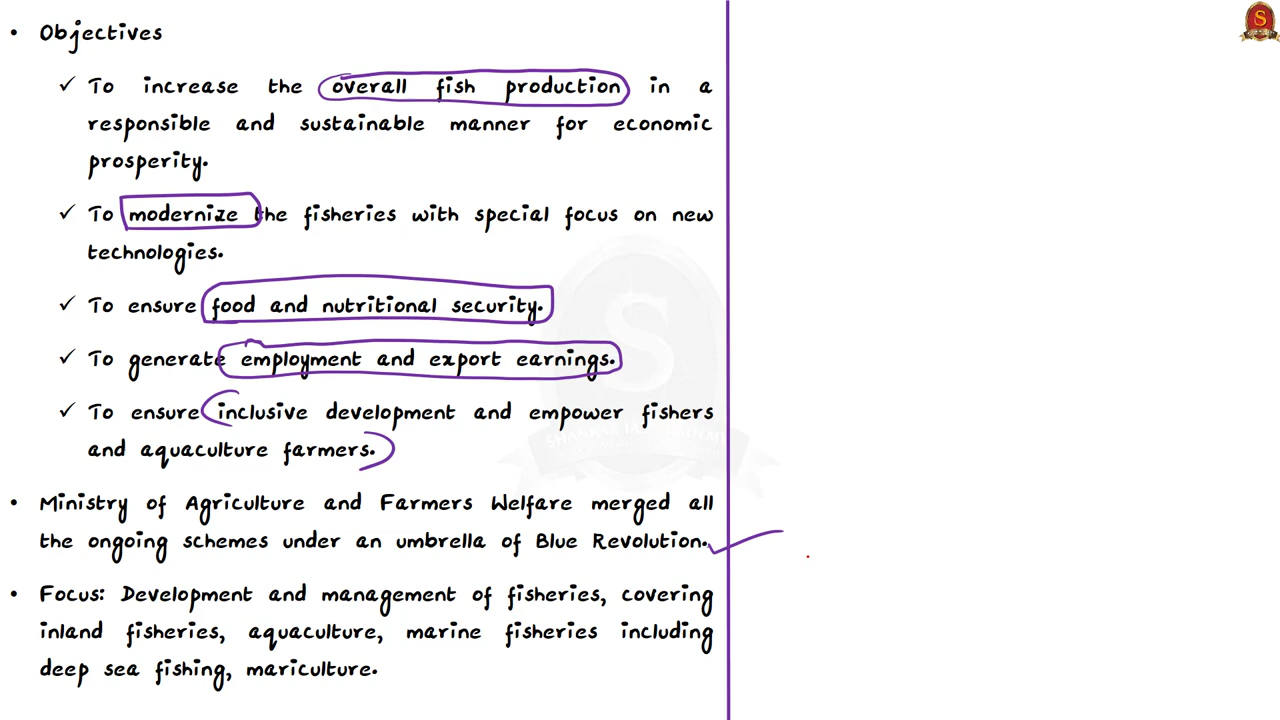 • Objectives
✓ To increase the overall fish production in a
responsible and sustainable manner for economic
prosperity.
✓ To modernize the fisheries with special focus on new
technologies.
✓ To ensure food and nutritional security.
✓ To generate employment and export earnings.
✓ To ensure inclusive development and empower fishers
and aquaculture farmers.
• Ministry of Agriculture and Farmers Welfare merged all
the ongoing schemes under an umbrella of Blue Revolution.
• Focus: Development and management of fisheries, covering
inland fisheries, aquaculture, marine fisheries including
deep sea fishing, mariculture.
S
S